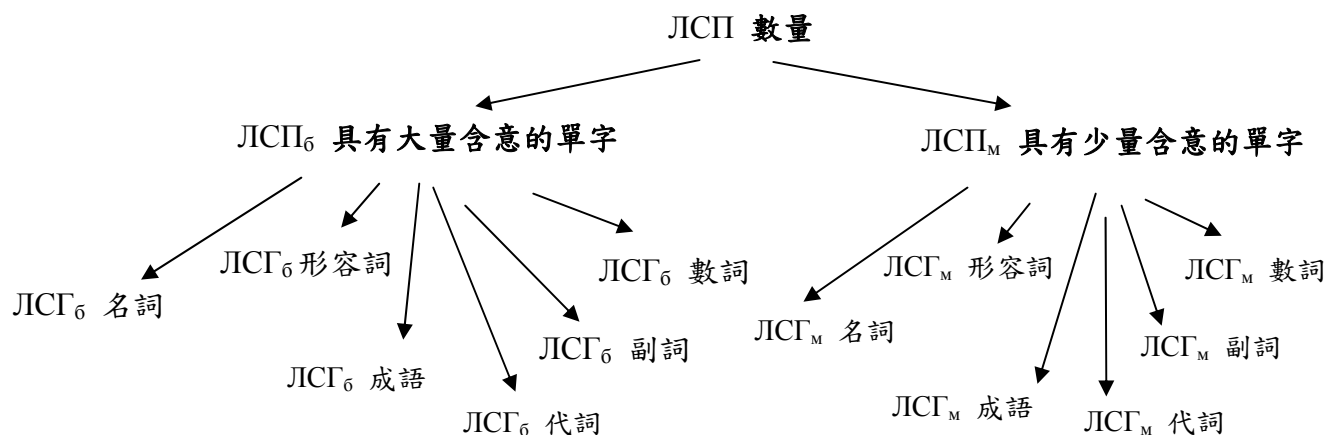 ЛСП 數量
ЛСПб 具有大量含意的單字
ЛСПм 具有少量含意的單字
ЛСГб 形容詞
ЛСГб 數詞
ЛСГм 形容詞
ЛСГм 數詞
ЛСГб 名詞
ЛСГб 副詞
ЛСГм 名詞
ЛСГм 副詞
ЛСГб 成語
ЛСГб 代詞
ЛСГм 成語
ЛСГм 代詞